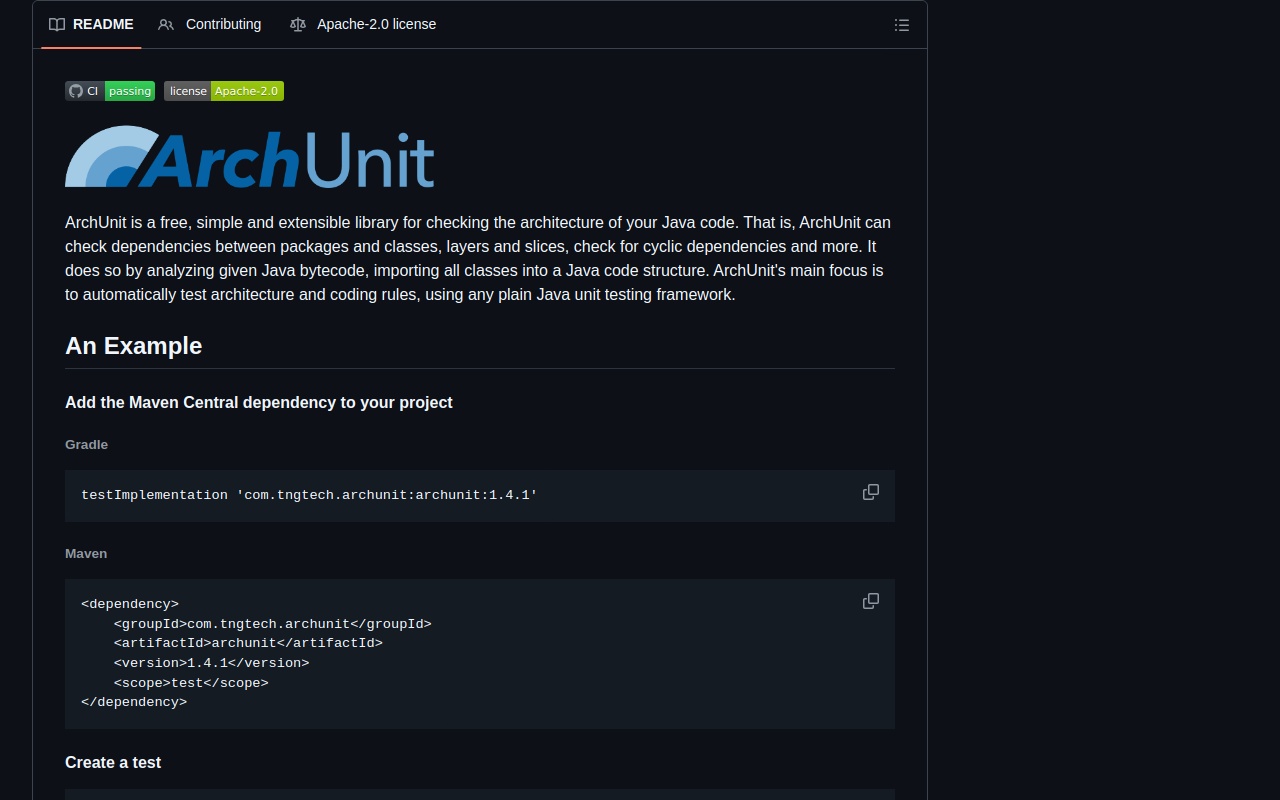 README Contributing Apache-2.0 license
CI passing license Apache-2.0
ArchUnit
ArchUnit is a free, simple and extensible library for checking the architecture of your Java code. That is, ArchUnit can
check dependencies between packages and classes, layers and slices, check for cyclic dependencies and more. It
does so by analyzing given Java bytecode, importing all classes into a Java code structure. ArchUnit's main focus is
to automatically test architecture and coding rules, using any plain Java unit testing framework.
An Example
Add the Maven Central dependency to your project
Gradle
testImplementation 'com.tngtech.archunit:archunit:1.4.1'
Maven
<dependency>
    <groupId>com.tngtech.archunit</groupId>
    <artifactId>archunit</artifactId>
    <version>1.4.1</version>
    <scope>test</scope>
</dependency>
Create a test